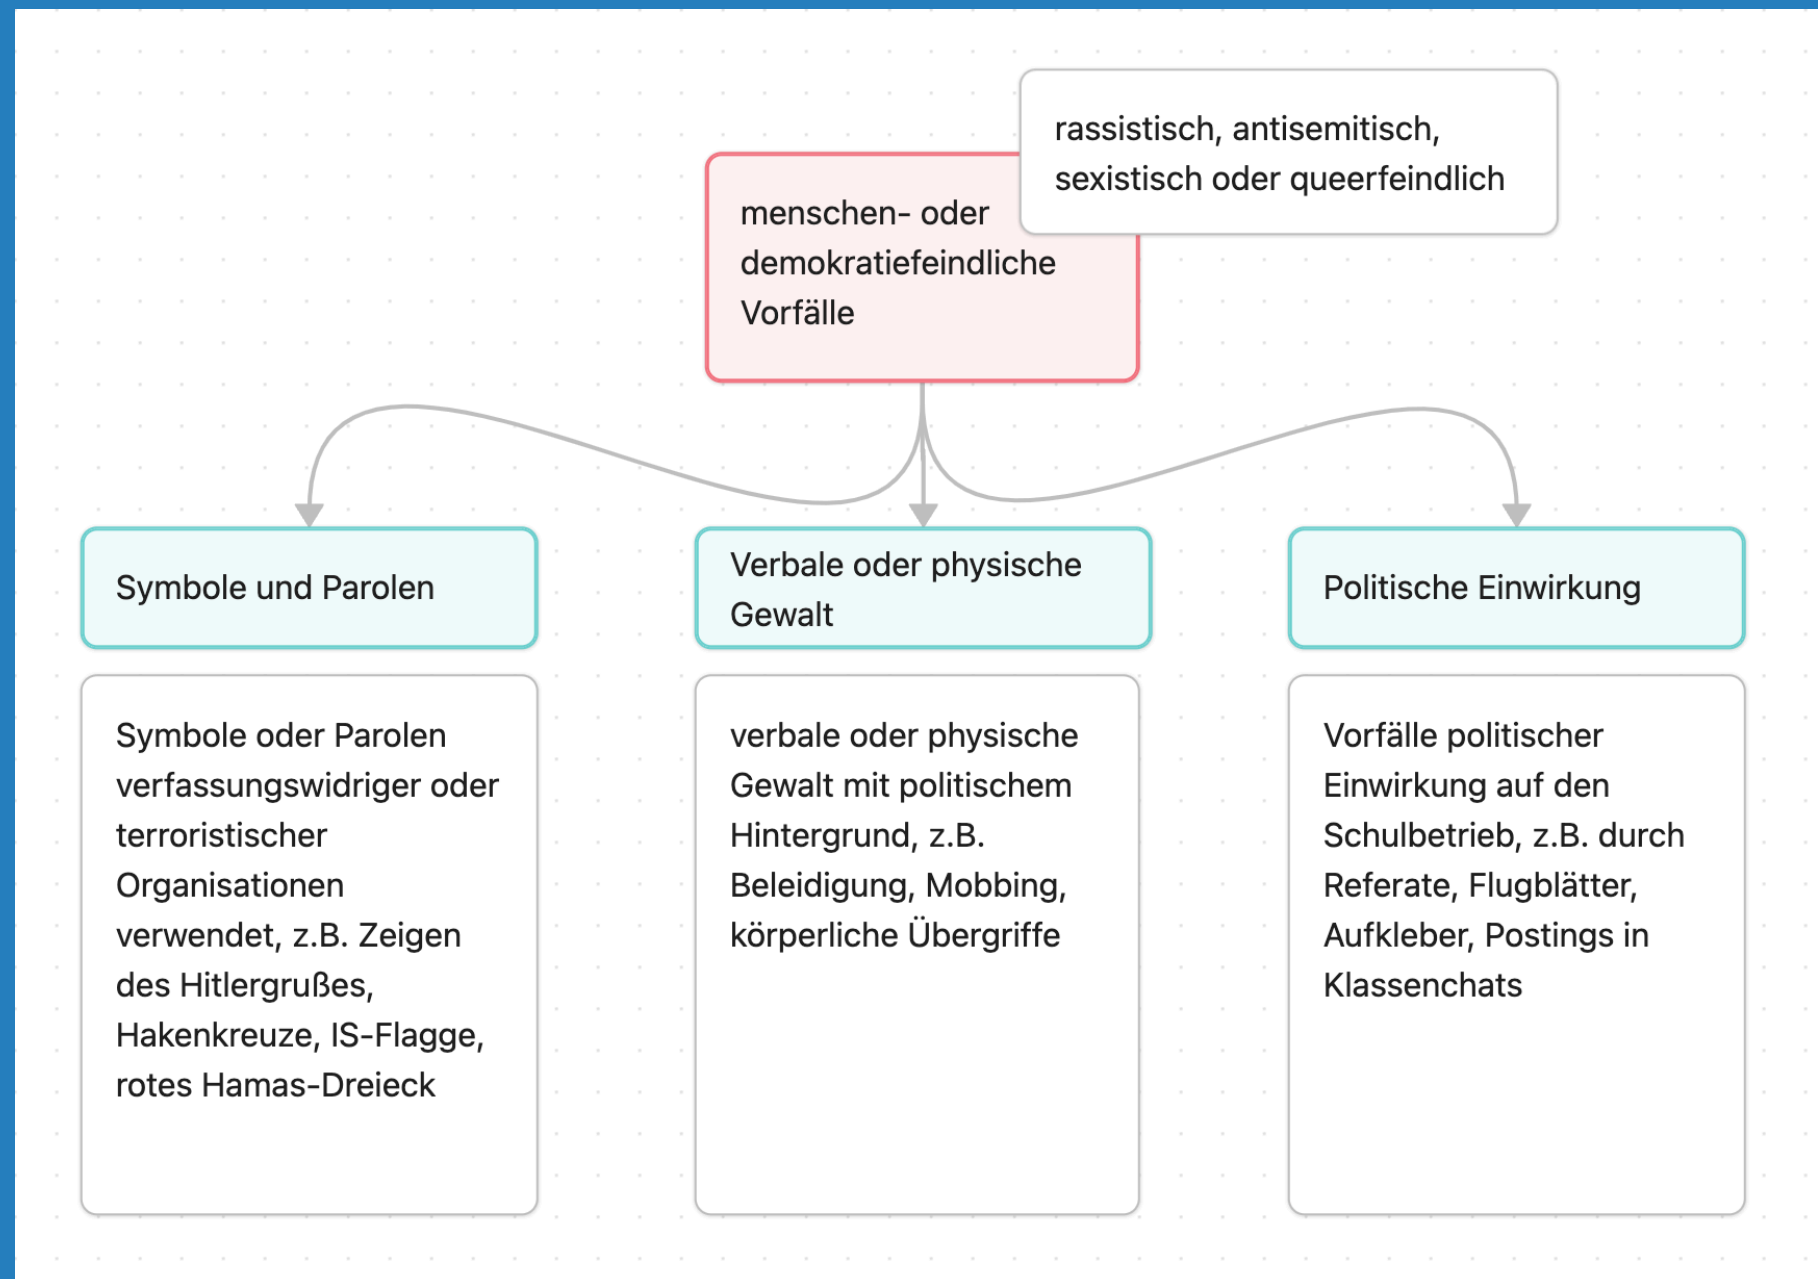 rassistisch, antisemitisch,
sexistisch oder queerfeindlich
menschen- oder
demokratiefeindliche
Vorfälle
Symbole und Parolen
Verbale oder physische
Gewalt
Politische Einwirkung
Symbole oder Parolen
verfassungswidriger oder
terroristischer
Organisationen
verwendet, z.B. Zeigen
des Hitlergrußes,
Hakenkreuze, IS-Flagge,
rotes Hamas-Dreieck
verbale oder physische
Gewalt mit politischem
Hintergrund, z.B.
Beleidigung, Mobbing,
körperliche Übergriffe
Vorfälle politischer
Einwirkung auf den
Schulbetrieb, z.B. durch
Referate, Flugblätter,
Aufkleber, Postings in
Klassenchats